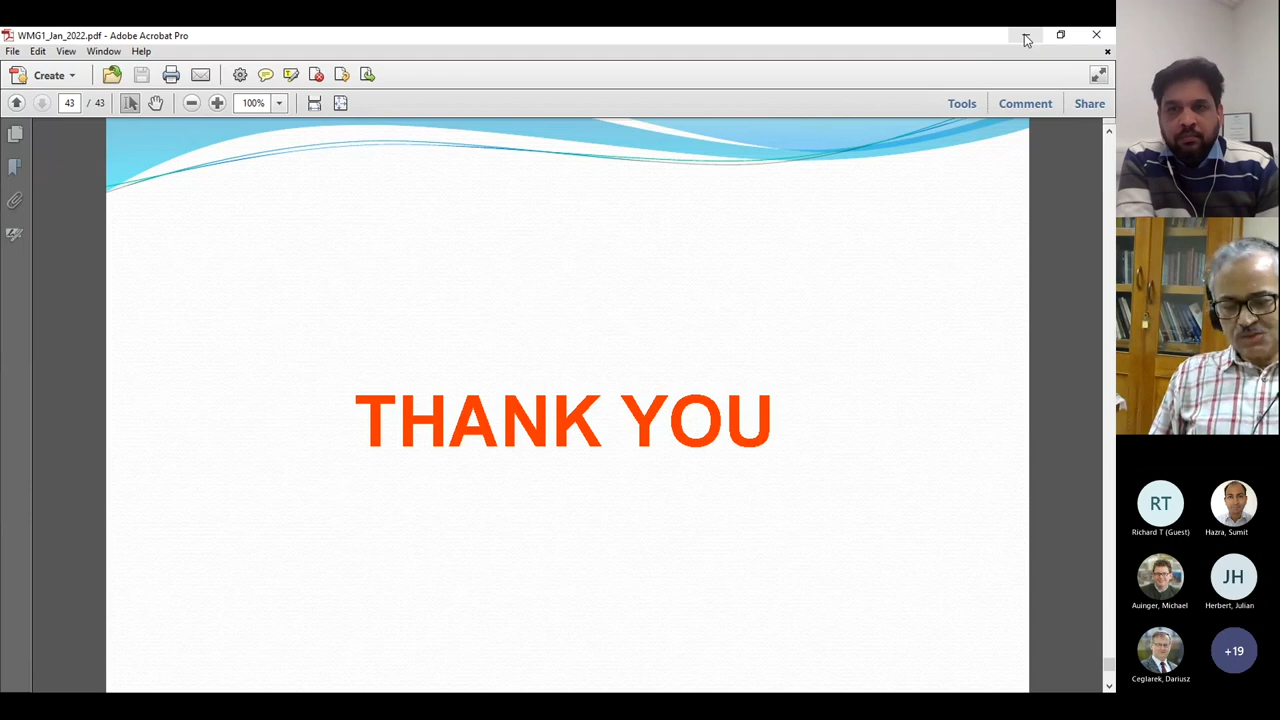 WMG1_Jan_2022.pdf - Adobe Acrobat Pro
File Edit View Window Help
Create
43 / 43 100% Tools Comment Share
THANK YOU
RT
Richard T (Guest) Hazra, Sumit
JH
Auinger, Michael Herbert, Julian
+19
Ceglarek, Dariusz